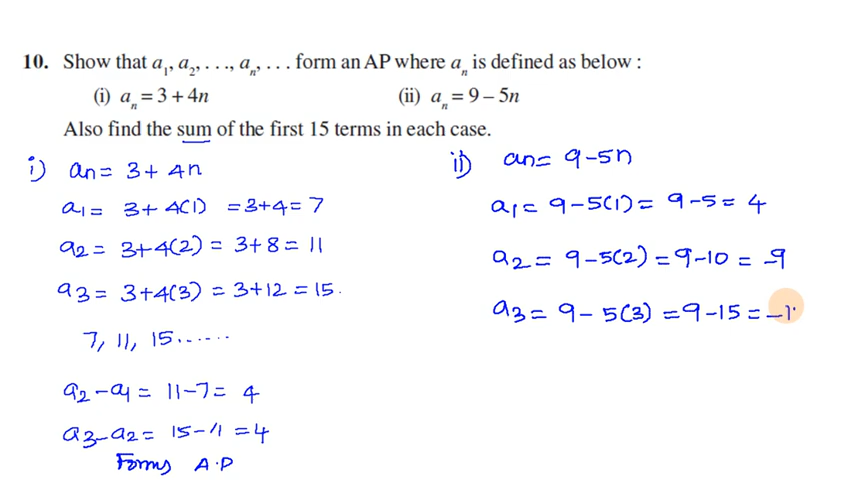 10. Show that a₁, a₂, . . ., aₙ, . . . form an AP where aₙ is defined as below :
(i) aₙ = 3 + 4n (ii) aₙ = 9 – 5n
Also find the sum of the first 15 terms in each case.
i) an = 3 + 4n
a1 = 3 + 4(1) = 3+4 = 7
a2 = 3+4(2) = 3+8 = 11
a3 = 3+4(3) = 3+12 = 15.
7, 11, 15......
a2 - a1 = 11-7 = 4
a3 - a2 = 15-11 = 4
Forms A.P
ii) an = 9-5n
a1 = 9-5(1) = 9-5 = 4
a2 = 9-5(2) = 9-10 = -9
a3 = 9- 5(3) = 9-15 = -1